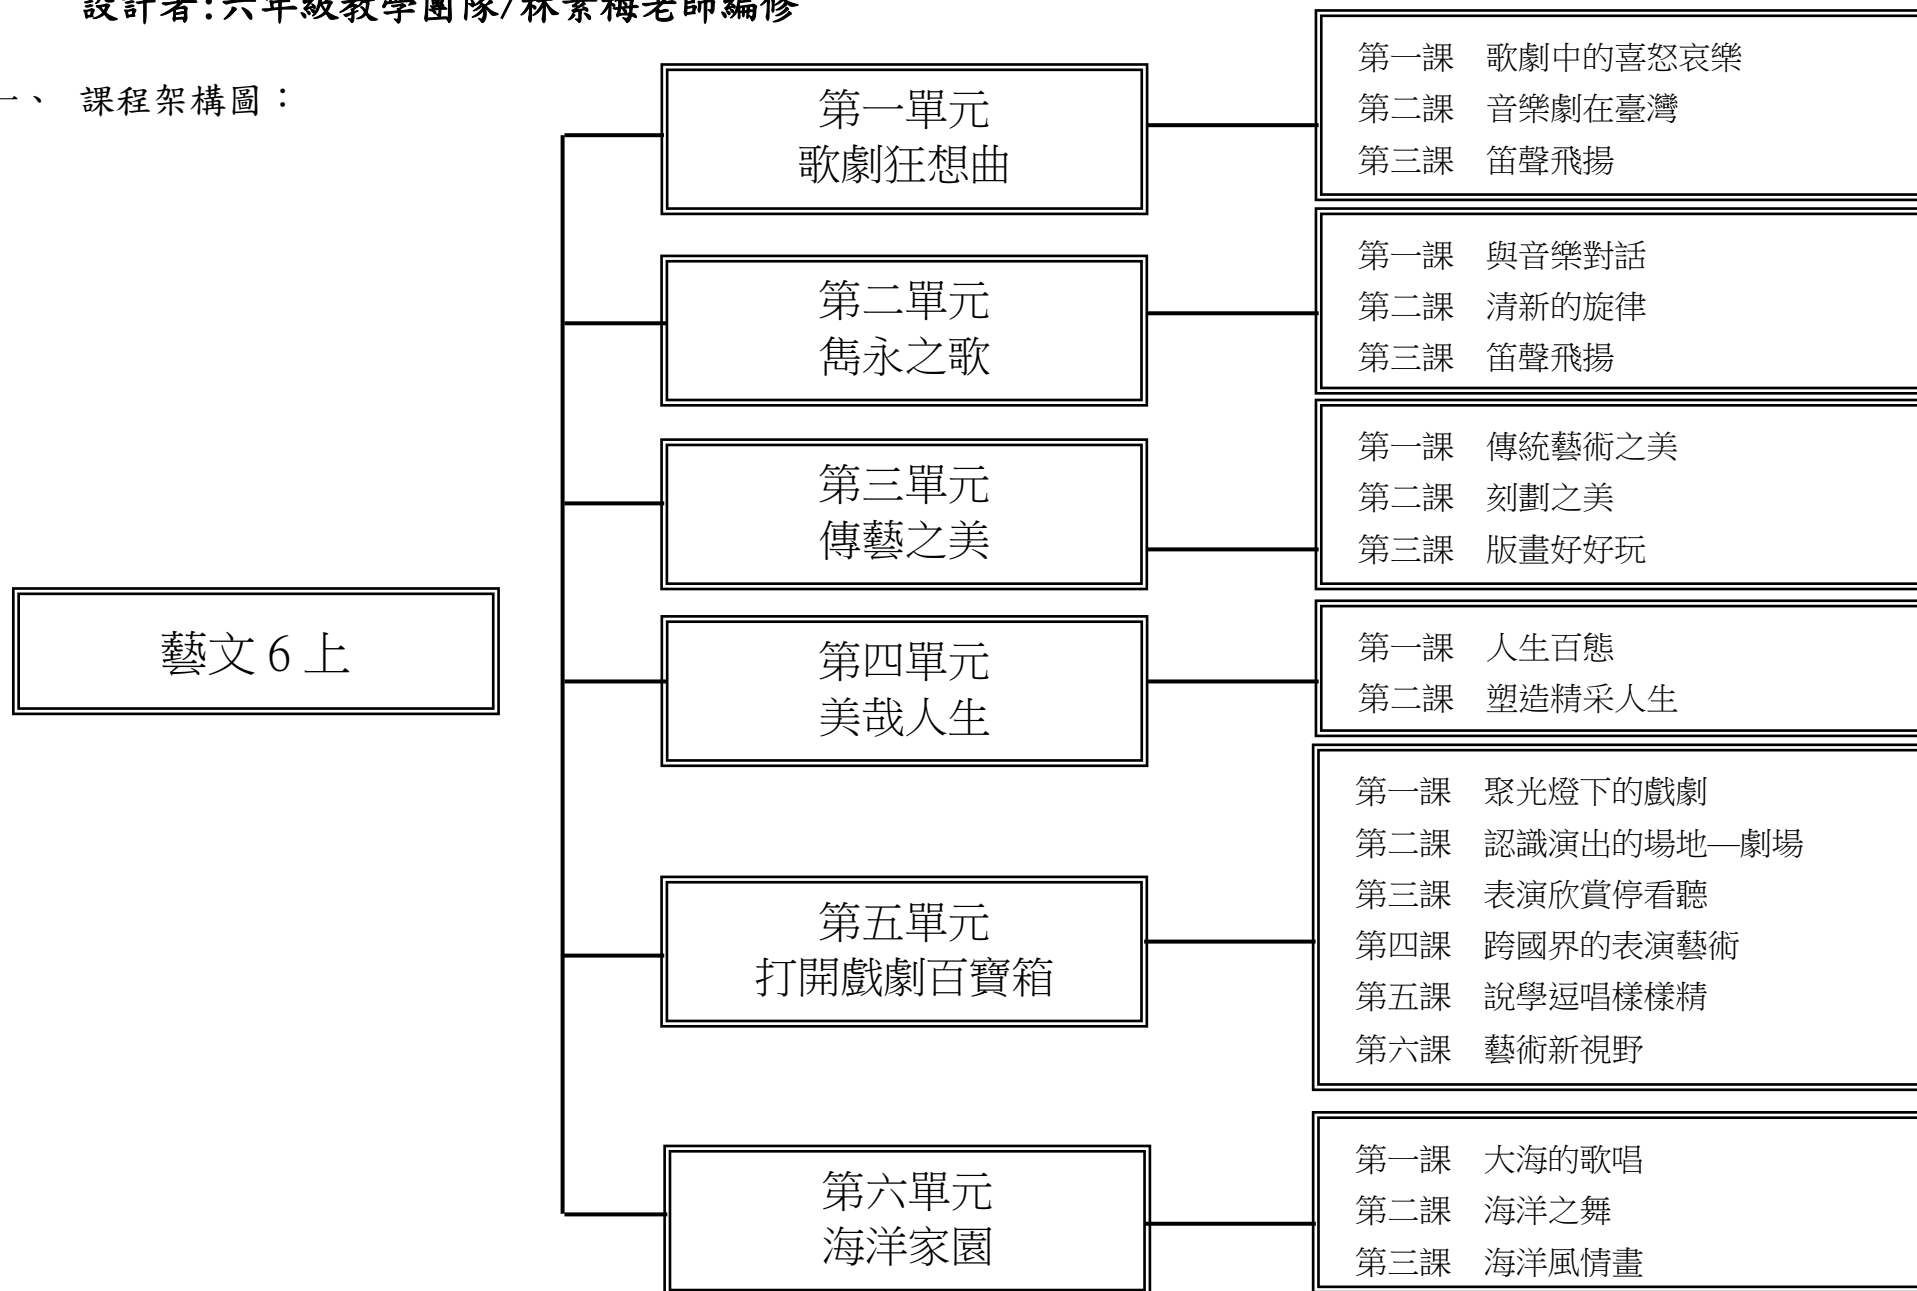 設計者:六年級教學團隊/林素梅老師編修
一、 課程架構圖：
藝文 6 上
第一單元
歌劇狂想曲
第一課 歌劇中的喜怒哀樂
第二課 音樂劇在臺灣
第三課 笛聲飛揚
第二單元
雋永之歌
第一課 與音樂對話
第二課 清新的旋律
第三課 笛聲飛揚
第三單元
傳藝之美
第一課 傳統藝術之美
第二課 刻劃之美
第三課 版畫好好玩
第四單元
美哉人生
第一課 人生百態
第二課 塑造精采人生
第五單元
打開戲劇百寶箱
第一課 聚光燈下的戲劇
第二課 認識演出的場地—劇場
第三課 表演欣賞停看聽
第四課 跨國界的表演藝術
第五課 說學逗唱樣樣精
第六課 藝術新視野
第六單元
海洋家園
第一課 大海的歌唱
第二課 海洋之舞
第三課 海洋風情畫